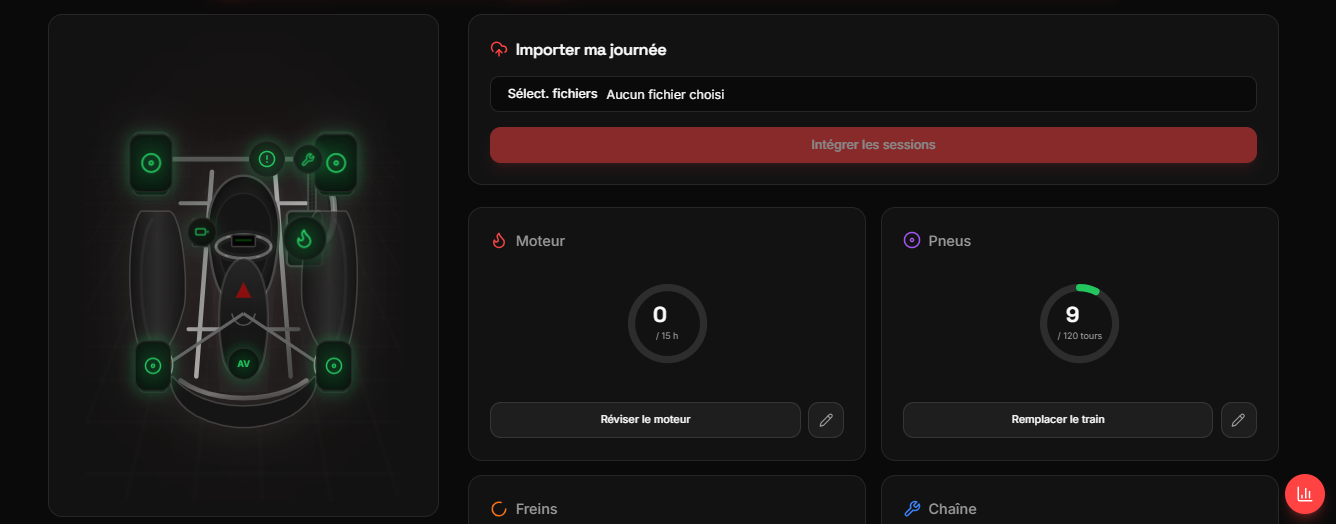 Importer ma journée
Sélect. fichiers Aucun fichier choisi
Intégrer les sessions
Moteur
0
/ 15 h
Réviser le moteur
Pneus
9
/ 120 tours
Remplacer le train
Freins
Chaîne
AV